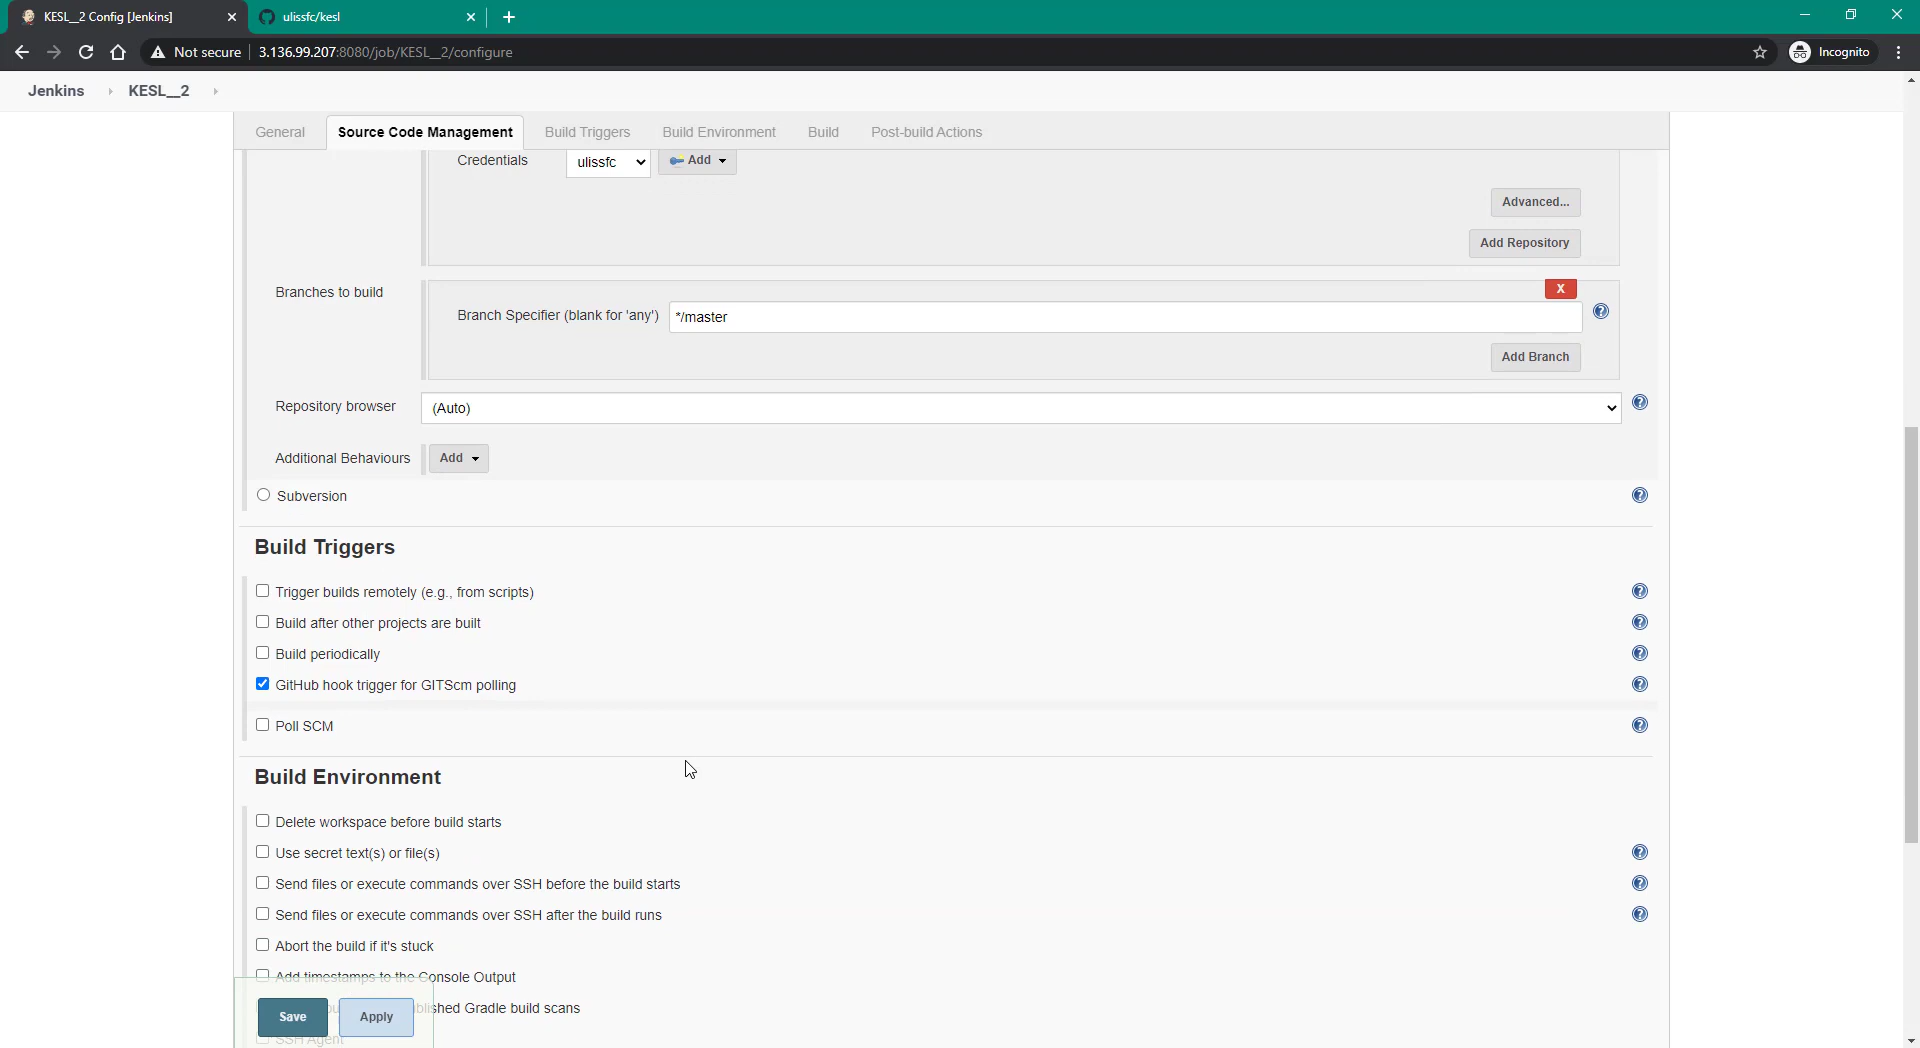 KESL__2 Config [Jenkins]
ulissfc/kesl
Not secure
3.136.99.207:8080/job/KESL__2/configure
Incognito
Jenkins
KESL__2
General
Source Code Management
Build Triggers
Build Environment
Build
Post-build Actions
Credentials
ulissfc
Add
Advanced...
Add Repository
Branches to build
X
Branch Specifier (blank for 'any')
*/master
Add Branch
Repository browser
(Auto)
Additional Behaviours
Add
Subversion
Build Triggers
Trigger builds remotely (e.g., from scripts)
Build after other projects are built
Build periodically
GitHub hook trigger for GITScm polling
Poll SCM
Build Environment
Delete workspace before build starts
Use secret text(s) or file(s)
Send files or execute commands over SSH before the build starts
Send files or execute commands over SSH after the build runs
Abort the build if it's stuck
Add timestamps to the Console Output
Save
Apply
Gradle build scans
SSH Agent